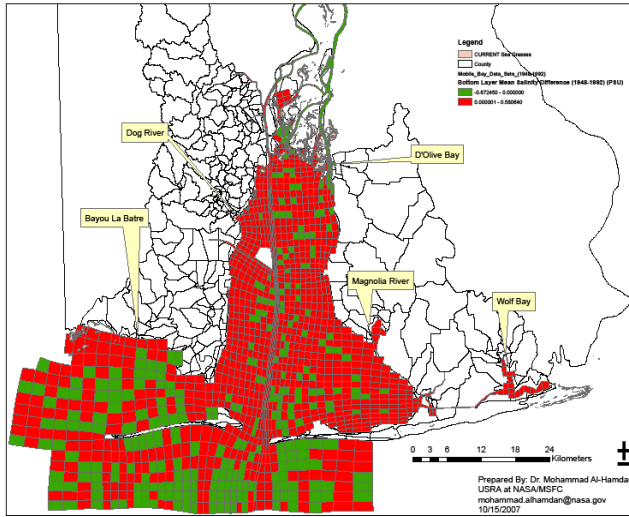 Legend
CURRENT Sea Grasses
County
Mobile_Bay_Data_Sets_(1948-1992)
Bottom Layer Mean Salinity Difference (1948-1992) (PSU)
-0.672460 - 0.000000
0.000001 - 0.580640
Dog River
D'Olive Bay
Bayou La Batre
Magnolia River
Wolf Bay
0 3 6 12 18 24
Kilometers
Prepared By: Dr. Mohammad Al-Hamdan
USRA at NASA/MSFC
mohammad.alhamdan@nasa.gov
10/15/2007